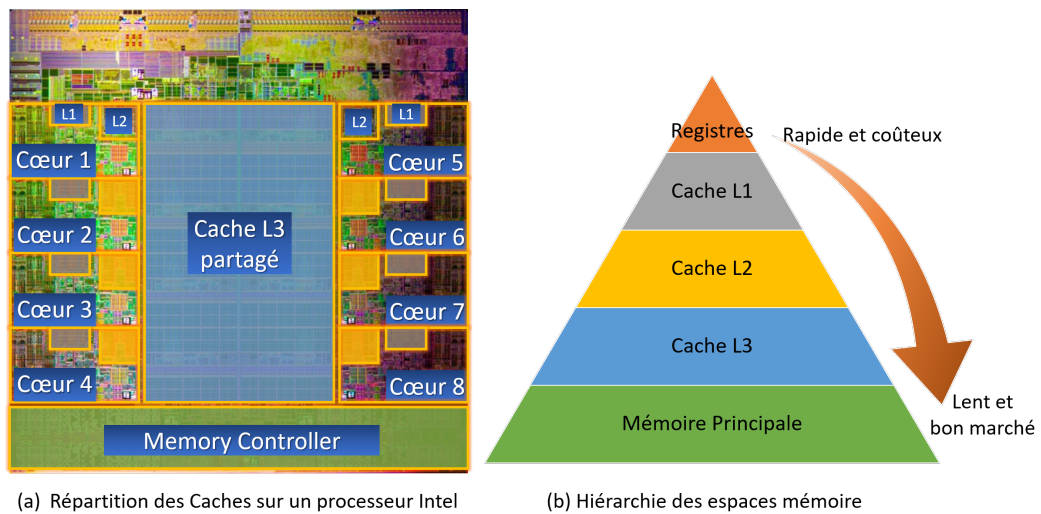 L1
L2
L2
L1
Cœur 1
Cœur 5
Cœur 2
Cœur 6
Cache L3
partagé
Cœur 3
Cœur 7
Cœur 4
Cœur 8
Memory Controller
(a) Répartition des Caches sur un processeur Intel
Registres
Rapide et coûteux
Cache L1
Cache L2
Cache L3
Mémoire Principale
Lent et
bon marché
(b) Hiérarchie des espaces mémoire